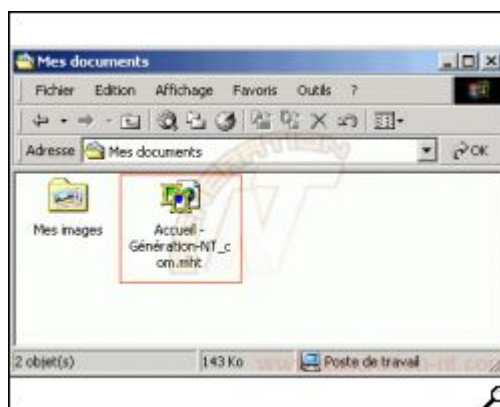 Mes documents
Fichier Edition Affichage Favoris Outils ?
Adresse Mes documents OK
Mes images
Accueil -
Génération-NT_c
om.mht
2 objet(s) 143 Ko Poste de travail